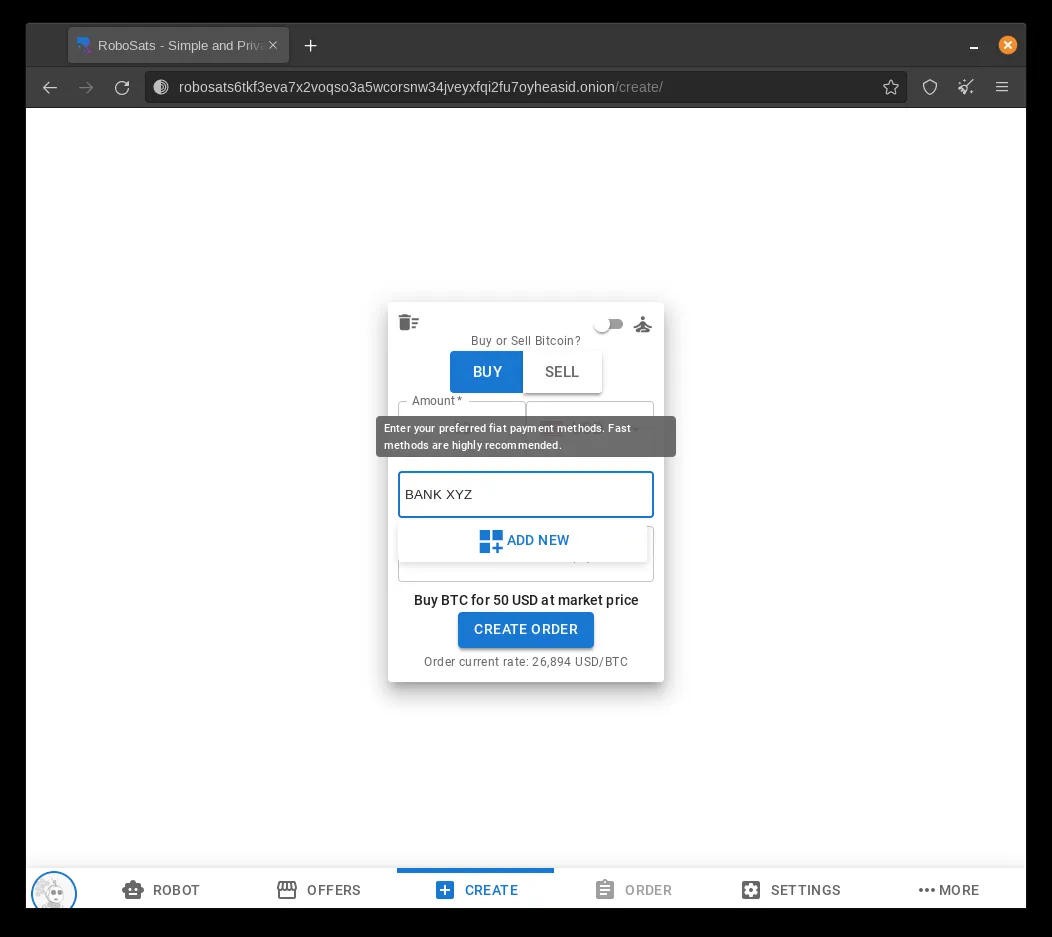 RoboSats - Simple and Priva
robosats6tkf3eva7x2voqso3a5wcorsnw34jveyxfqi2fu7oyheasid.onion/create/
Buy or Sell Bitcoin?
BUY SELL
Amount *
Enter your preferred fiat payment methods. Fast
methods are highly recommended.
BANK XYZ
ADD NEW
Buy BTC for 50 USD at market price
CREATE ORDER
Order current rate: 26,894 USD/BTC
ROBOT OFFERS CREATE ORDER SETTINGS MORE